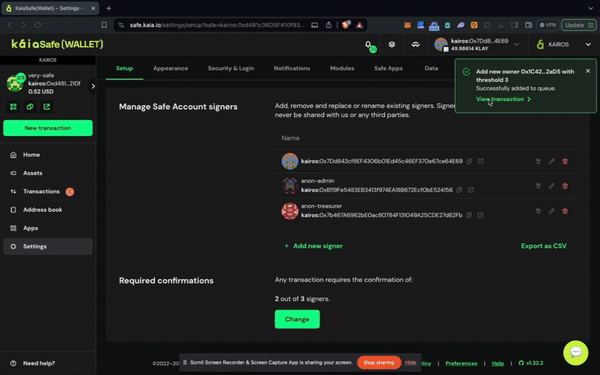 KaiaSafe(Wallet) – Settings –
safe.kaia.io/settings/setup?safe=kairos:0xd481c36D5F410f93...
VPN
Update
kaiaSafe(WALLET)
kairos:0x7Dd8...4E69
49.98614 KLAY
KAIROS
KAIROS
2/3
very-safe
kairos:0xd481...210f
0.52 USD
New transaction
Home
Assets
Transactions
1
Address book
Apps
Settings
Need help?
Setup
Appearance
Security & Login
Notifications
Modules
Safe Apps
Data
Add new owner 0x1C42...2aD5 with
threshold 3
Successfully added to queue.
View transaction
Manage Safe Account signers
Add, remove and replace or rename existing signers. Signer
never be shared with us or any third parties.
Name
kairos:0x7Dd843cf8EF4306b01Ed45c46EF370e67ce64E69
anon-admin
kairos:0x8119Fe5483EB3413f974EA18B672EcfObE524156
anon-treasurer
kairos:0x7b467A6962bE0ac80784F131049A25CDE27d62Fb
Add new signer
Export as CSV
Required confirmations
Any transaction requires the confirmation of:
2 out of 3 signers.
Change
©2022–20
Scrnli Screen Recorder & Screen Capture App is sharing your screen.
Stop sharing
Hide
licy
Preferences
Help
v1.32.2